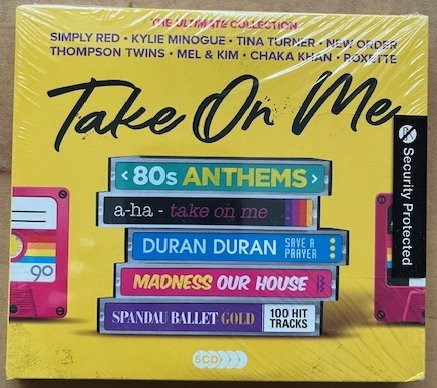 THE ULTIMATE COLLECTION
SIMPLY RED • KYLIE MINOGUE • TINA TURNER • NEW ORDER
THOMPSON TWINS • MEL & KIM • CHAKA KHAN • ROXETTE
Take On Me
Security Protected
‹ 80s ANTHEMS ›
a-ha - take on me
DURAN DURAN SAVE A
PRAYER
MADNESS OUR HOUSE
SPANDAU BALLET GOLD
100 HIT
TRACKS
90
5CD